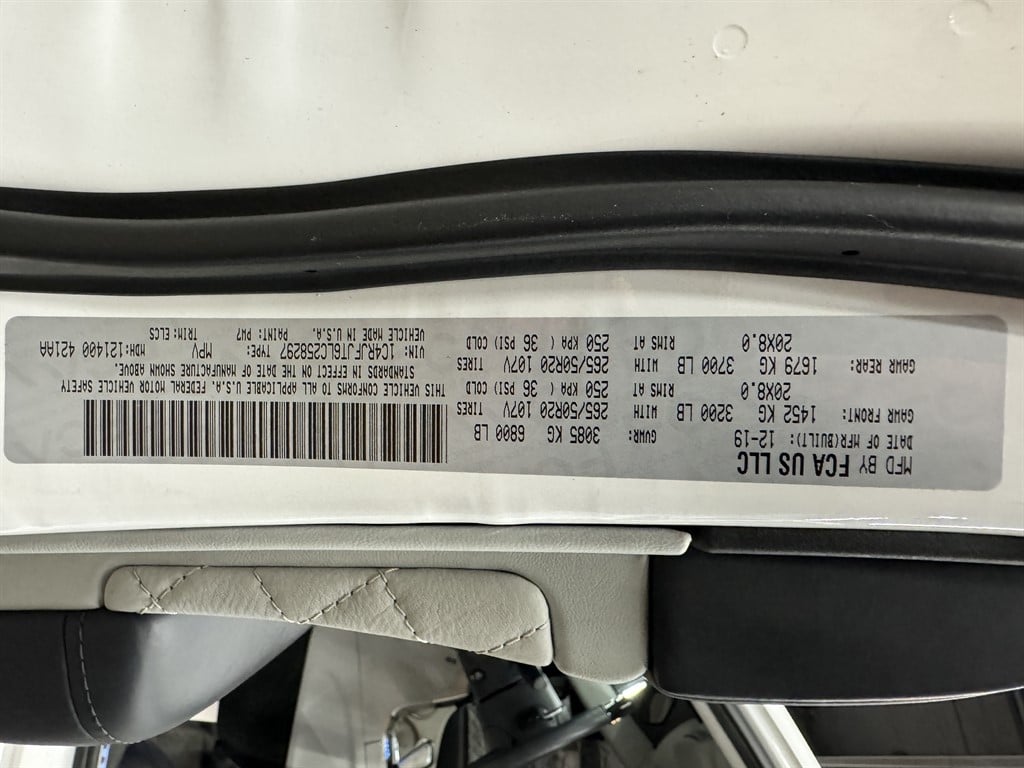 MFD BY FCA US LLC
DATE OF MFR(BUILT): 12-19 GVWR: 3085 KG 6800 LB
GAWR FRONT: 1452 KG 3200 LB WITH TIRES 265/50R20 107V
20X8.0 RIMS AT 250 KPA ( 36 PSI) COLD
GAWR REAR: 1679 KG 3700 LB WITH TIRES 265/50R20 107V
20X8.0 RIMS AT 250 KPA ( 36 PSI) COLD
THIS VEHICLE CONFORMS TO ALL APPLICABLE U.S.A. FEDERAL MOTOR VEHICLE SAFETY
STANDARDS IN EFFECT ON THE DATE OF MANUFACTURE SHOWN ABOVE.
VIN: 1C4RJFJT6LC258297 TYPE: MPV MDH:121400 421AA
VEHICLE MADE IN U.S.A. PAINT: PW7 TRIM: ELCS